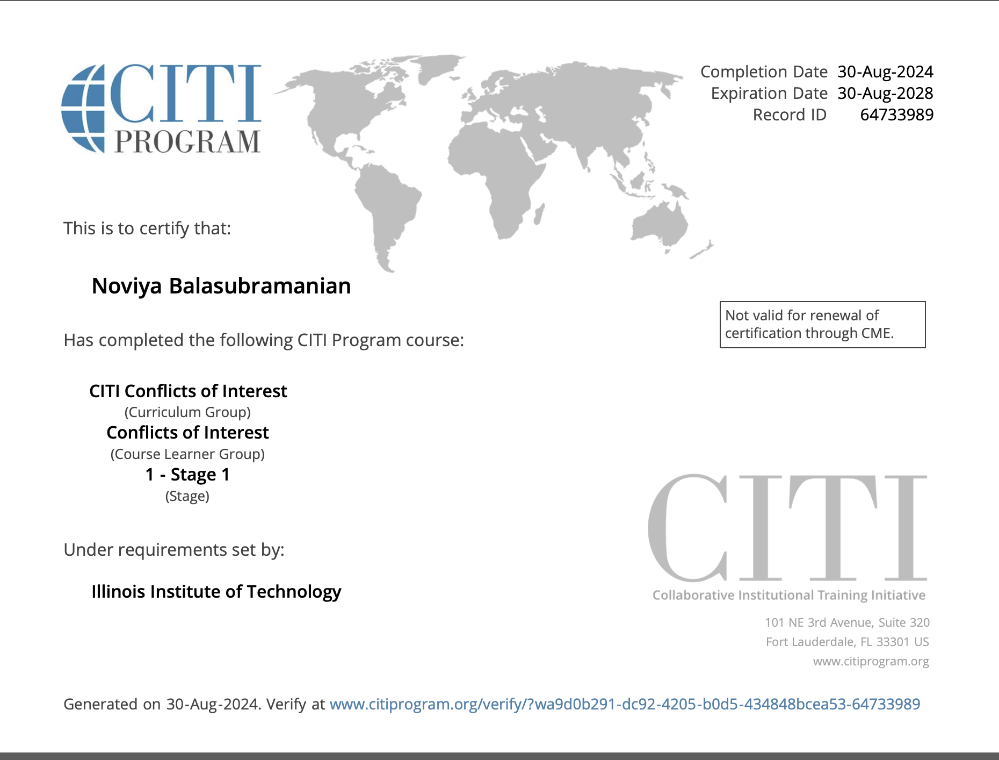 CITI
PROGRAM
Completion Date 30-Aug-2024
Expiration Date 30-Aug-2028
Record ID 64733989
This is to certify that:
Noviya Balasubramanian
Not valid for renewal of
certification through CME.
Has completed the following CITI Program course:
CITI Conflicts of Interest
(Curriculum Group)
Conflicts of Interest
(Course Learner Group)
1 - Stage 1
(Stage)
Under requirements set by:
Illinois Institute of Technology
CITI
Collaborative Institutional Training Initiative
101 NE 3rd Avenue, Suite 320
Fort Lauderdale, FL 33301 US
www.citiprogram.org
Generated on 30-Aug-2024. Verify at www.citiprogram.org/verify/?wa9d0b291-dc92-4205-b0d5-434848bcea53-64733989